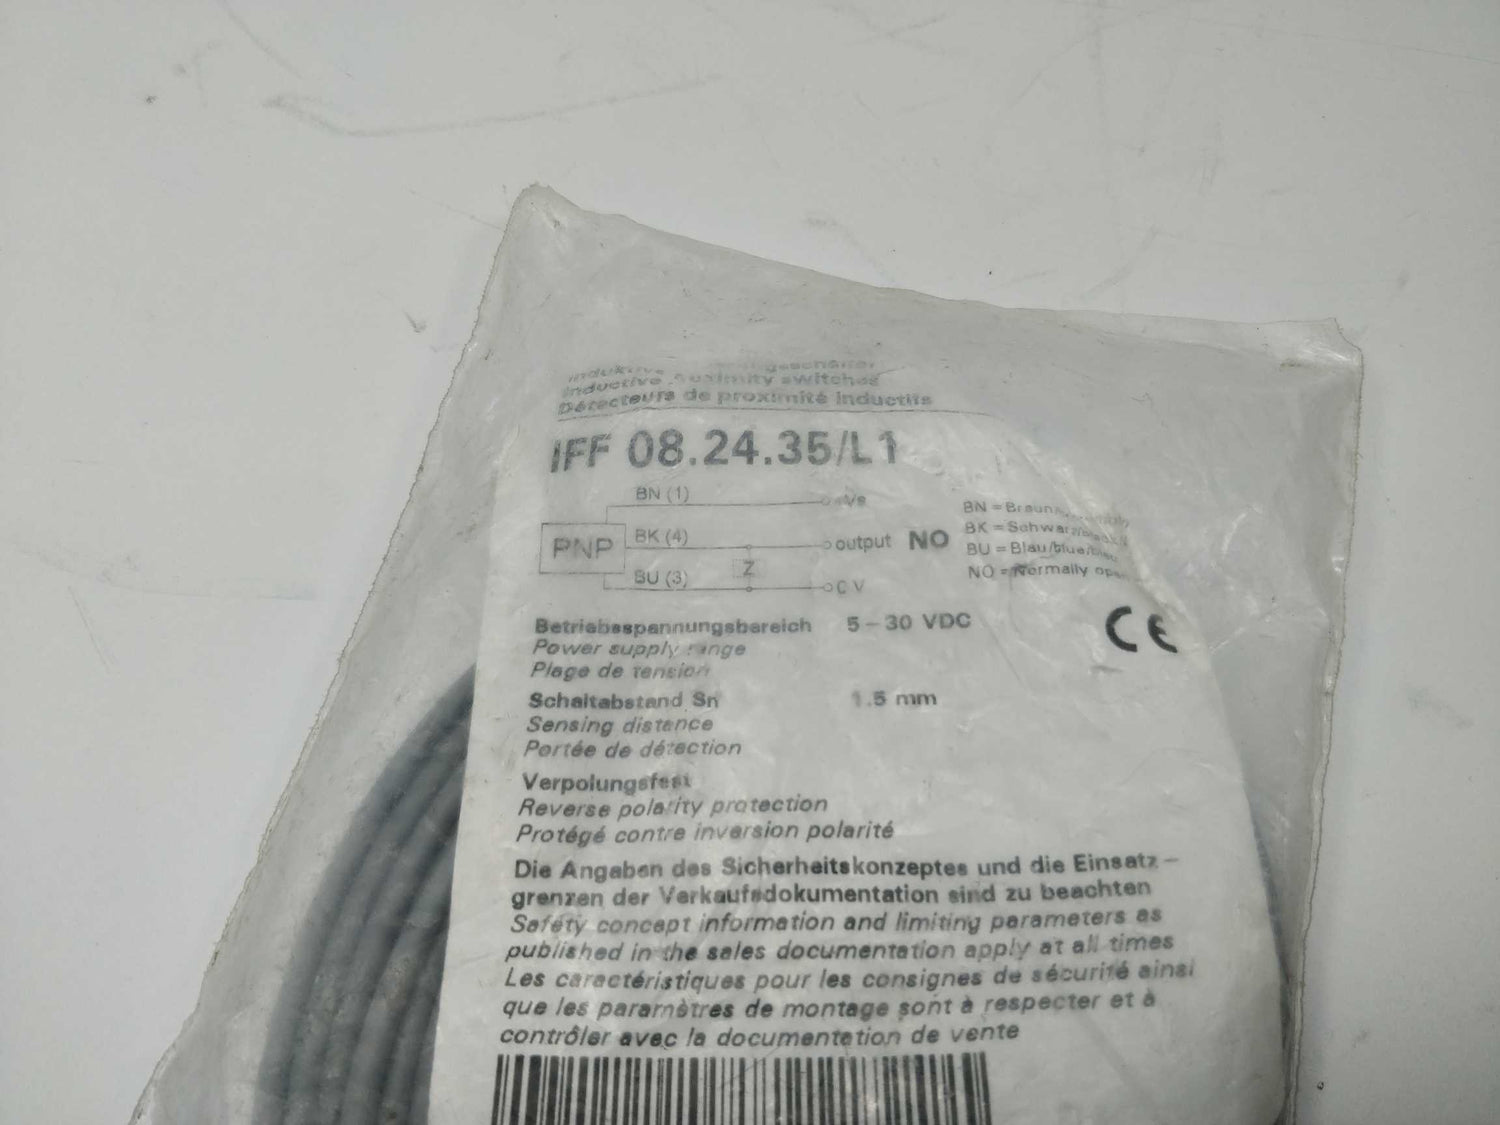 Inductive switches
Détecteurs de proximité inductifs
IFF 08.24.35/L1
BN (1)
BN =
BK (4)
PNP
output NO
BK =
BU = Blau/blue/
BU (3)
Z
NO = Normally
Betriebsspannungsbereich 5-30 VDC
CE
Power supply range
Plage de tension
Schaltabstand Sn 1.5 mm
Sensing distance
Portée de détection
Verpolungsfest
Reverse polarity protection
Protégé contre inversion polarité
Die Angaben des Sicherheitskonzeptes und die Einsatz-
grenzen der Verkaufsdokumentation sind zu beachten
Safety concept information and limiting parameters as
published in the sales documentation apply at all times
Les caractéristiques pour les consignes de sécurité ainsi
que les paramètres de montage sont à respecter et à
contrôler avec la documentation de vente